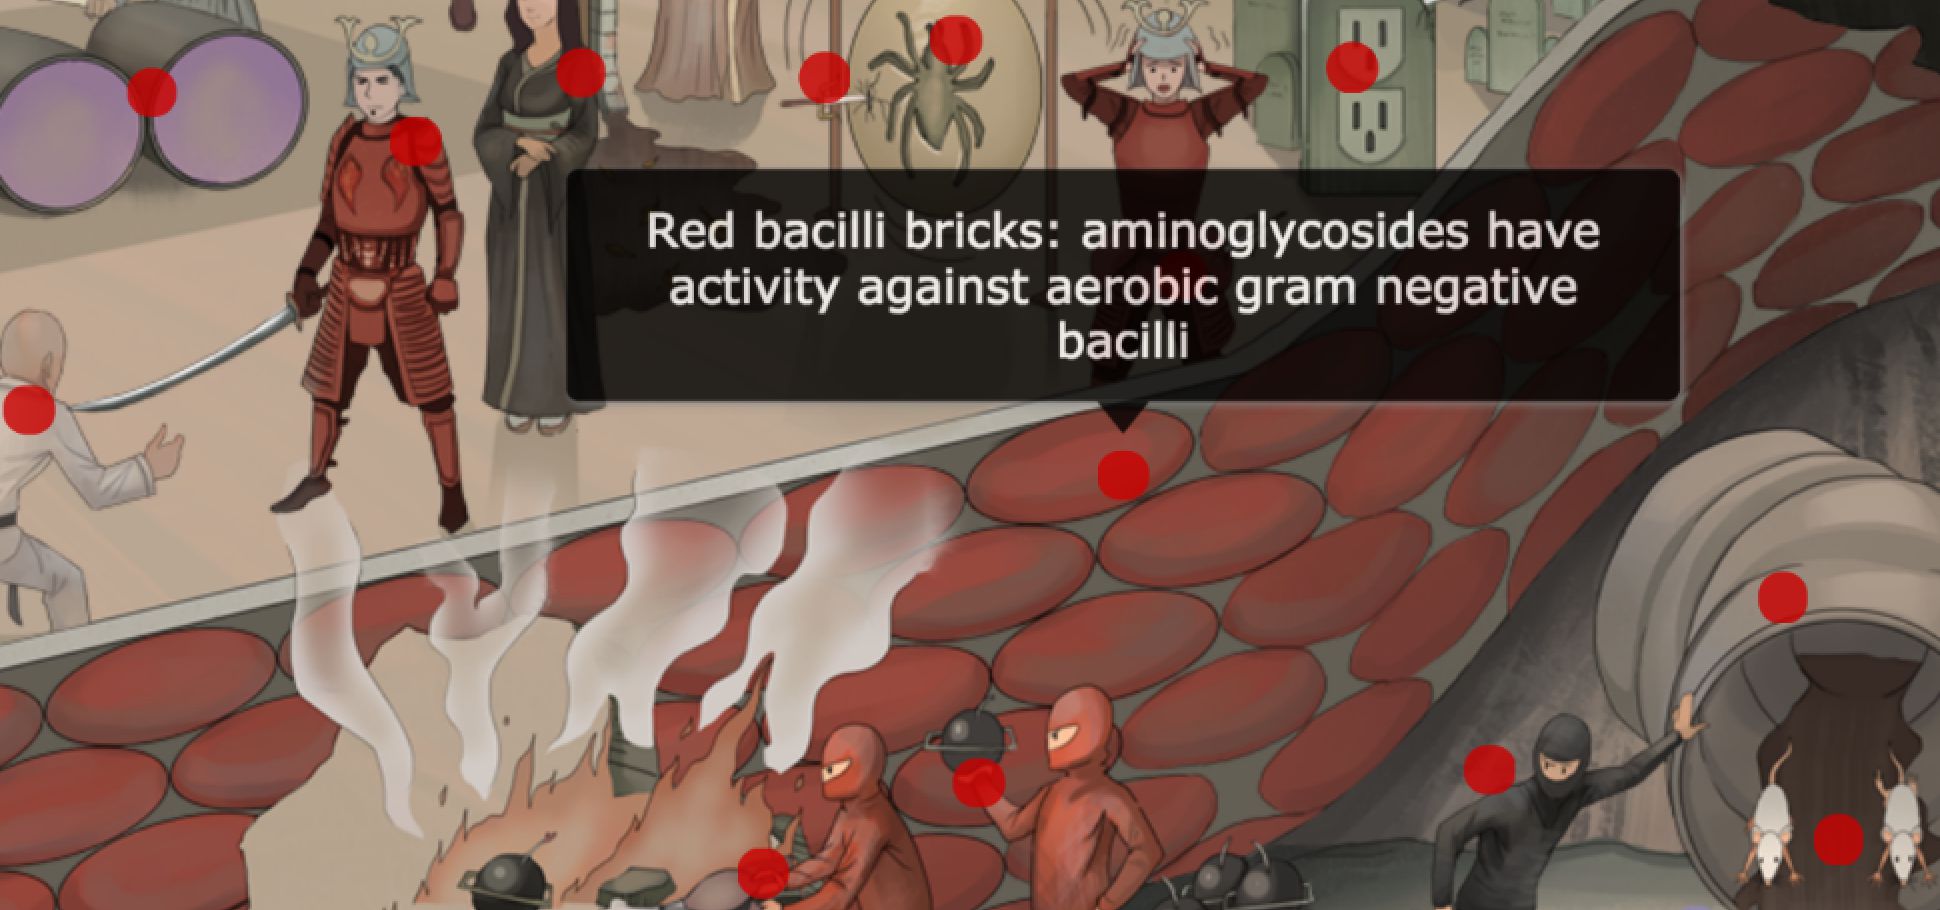 Red bacilli bricks: aminoglycosides have
activity against aerobic gram negative
bacilli